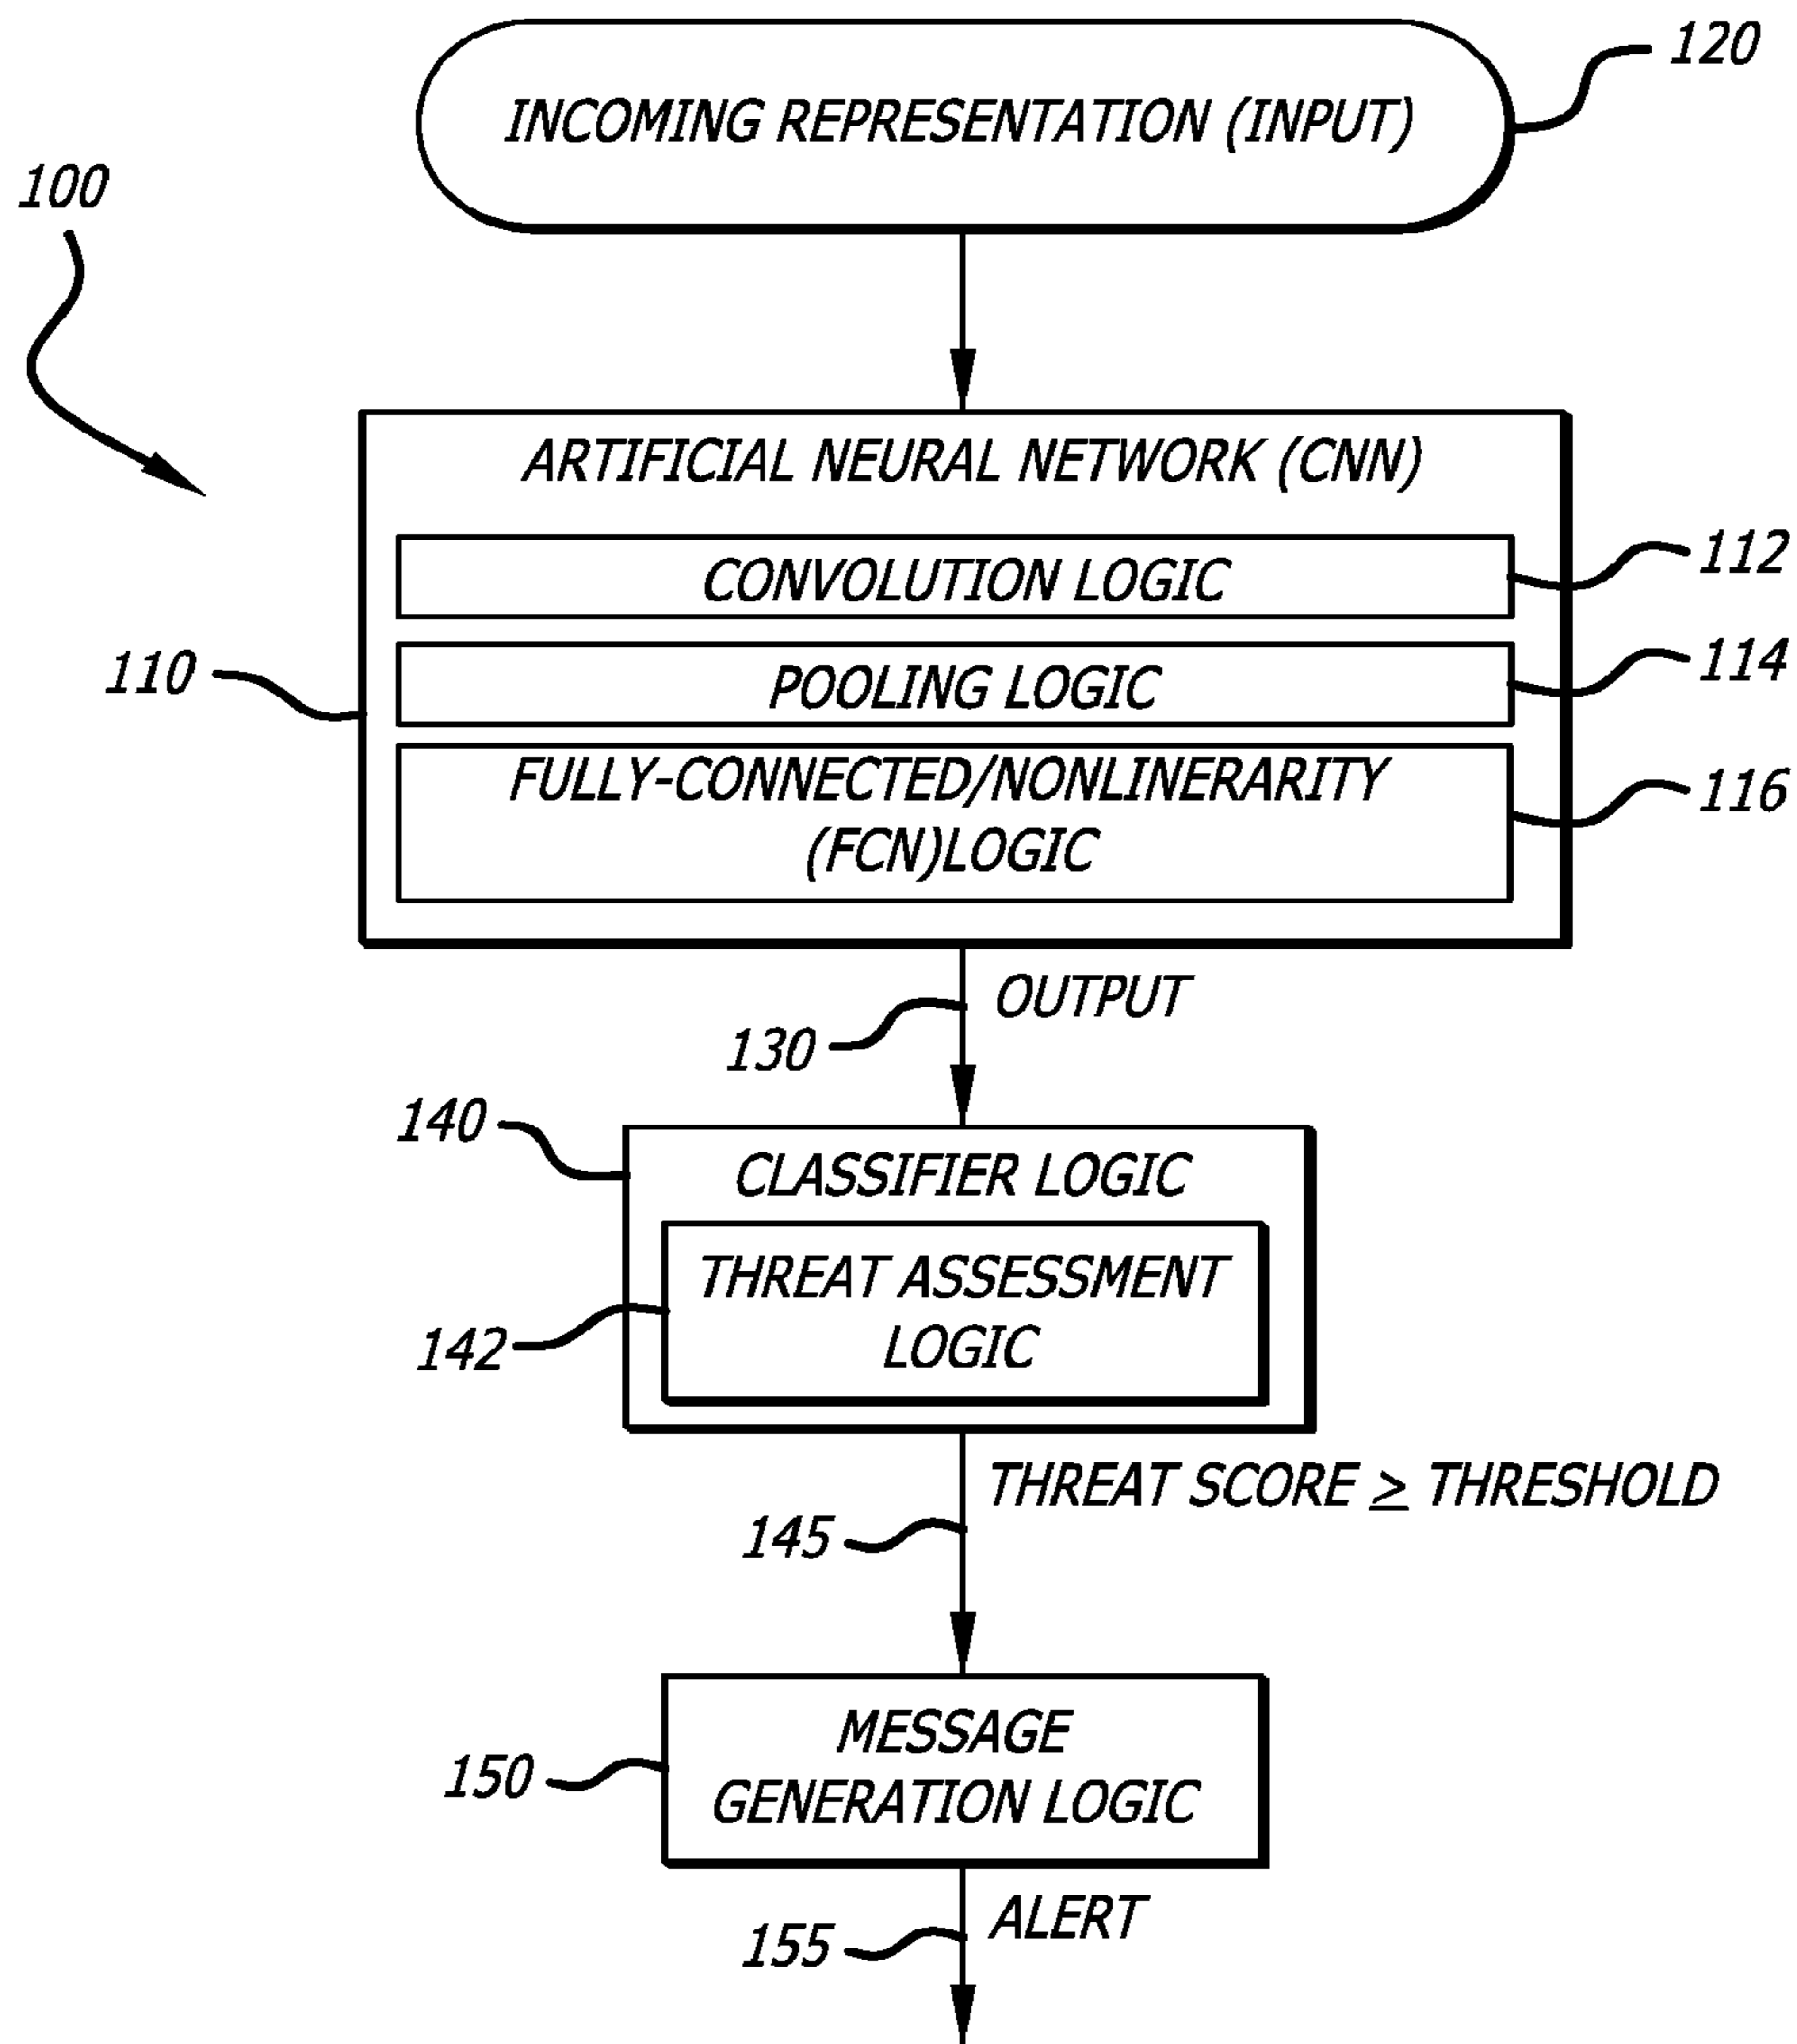 120
INCOMING REPRESENTATION (INPUT)
100
ARTIFICIAL NEURAL NETWORK (CNN)
CONVOLUTION LOGIC
112
110
POOLING LOGIC
114
FULLY-CONNECTED/NONLINERARITY
(FCN)LOGIC
116
OUTPUT
130
140
CLASSIFIER LOGIC
THREAT ASSESSMENT
LOGIC
142
THREAT SCORE ≥ THRESHOLD
145
MESSAGE
GENERATION LOGIC
150
ALERT
155